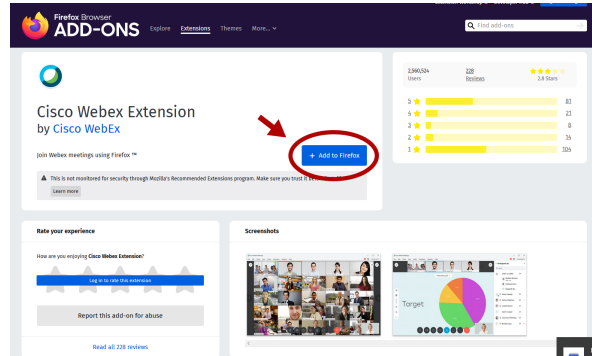 Firefox Browser
ADD-ONS
Explore Extensions Themes More...
Find add-ons
Cisco Webex Extension
by Cisco WebEx
Join Webex meetings using Firefox ™
+ Add to Firefox
This is not monitored for security through Mozilla's Recommended Extensions program. Make sure you trust it
Learn more
2,560,524 228
Users Reviews 2.8 Stars
5 81
4 21
3 8
2 14
1 104
Rate your experience
How are you enjoying Cisco Webex Extension?
Log in to rate this extension
Report this add-on for abuse
Read all 228 reviews
Screenshots
Target